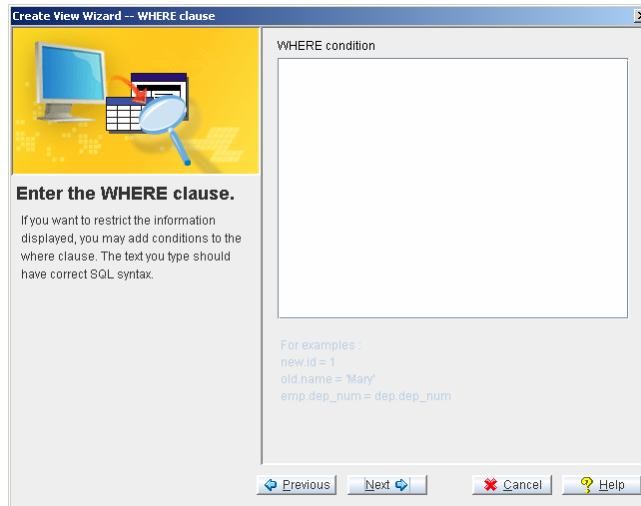 Create View Wizard -- WHERE clause
WHERE condition
Enter the WHERE clause.
If you want to restrict the information
displayed, you may add conditions to the
where clause. The text you type should
have correct SQL syntax.
For examples :
new.id = 1
old.name = 'Mary'
emp.dep_num = dep.dep_num
Previous
Next
Cancel
Help